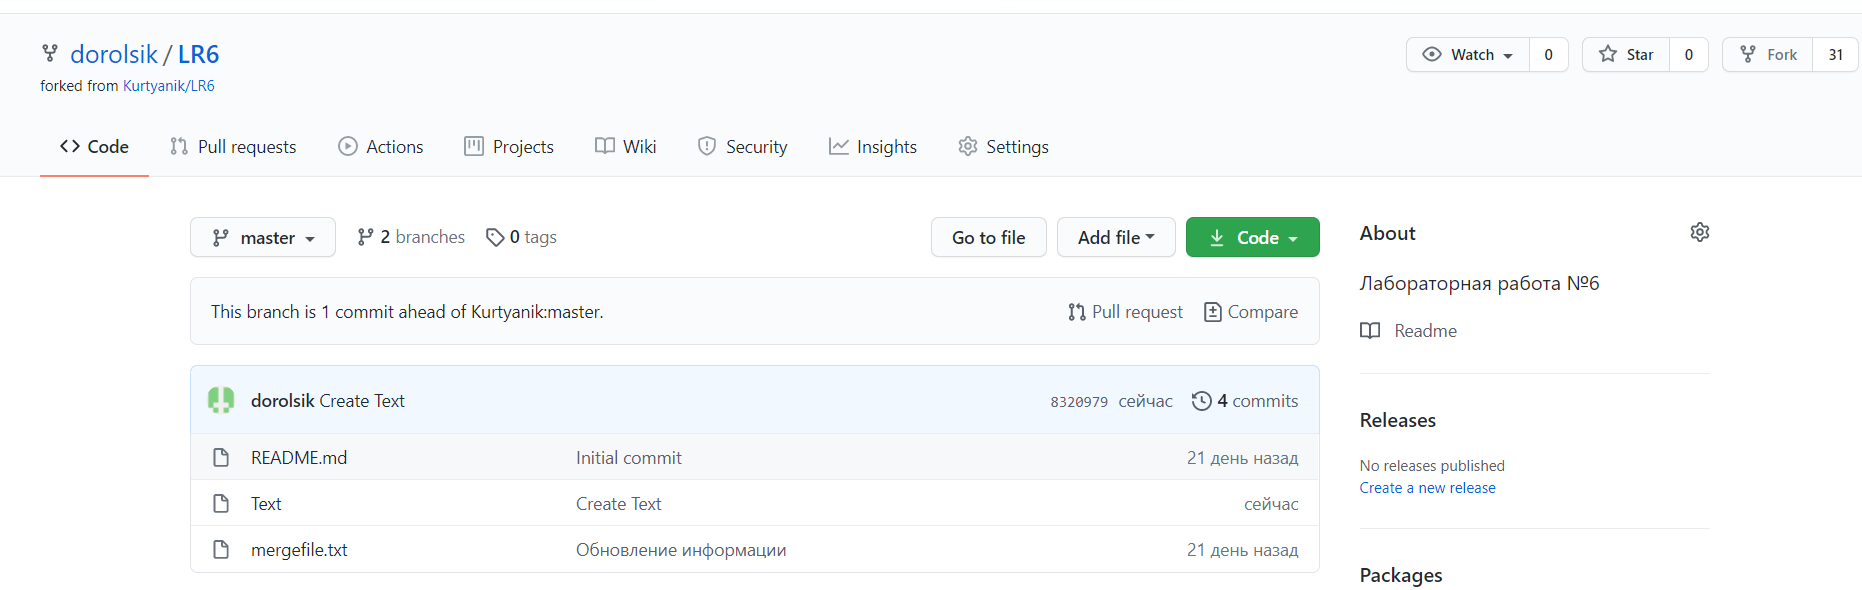 dorolsik / LR6
Watch 0 Star 0 Fork 31
forked from Kurtyanik/LR6
Code Pull requests Actions Projects Wiki Security Insights Settings
master 2 branches 0 tags Go to file Add file Code
This branch is 1 commit ahead of Kurtyanik:master. Pull request Compare
dorolsik Create Text 8320979 сейчас 4 commits
README.md Initial commit 21 день назад
Text Create Text сейчас
mergefile.txt Обновление информации 21 день назад
About
Лабораторная работа №6
Readme
Releases
No releases published
Create a new release
Packages